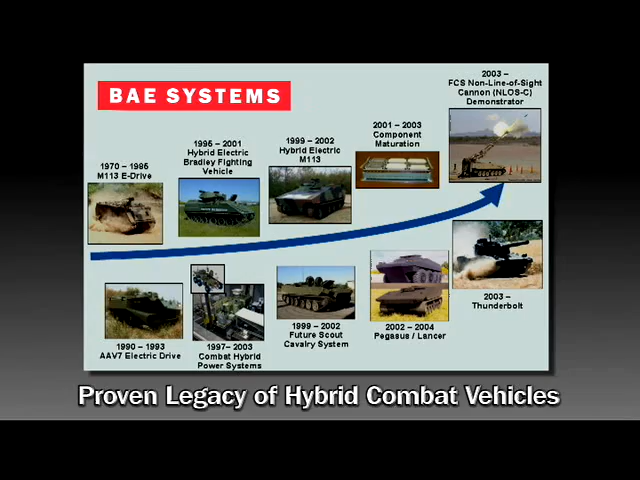 BAE SYSTEMS
1970 – 1986
M113 E-Drive
1995 – 2001
Hybrid Electric
Bradley Fighting
Vehicle
1999 – 2002
Hybrid Electric
M113
2001 – 2003
Component
Maturation
2003 –
FCS Non-Line-of-Sight
Cannon (NLOS-C)
Demonstrator
1990 – 1993
AAV7 Electric Drive
1997– 2003
Combat Hybrid
Power Systems
1999 – 2002
Future Scout
Cavalry System
2002 – 2004
Pegasus / Lancer
2003 –
Thunderbolt
Proven Legacy of Hybrid Combat Vehicles